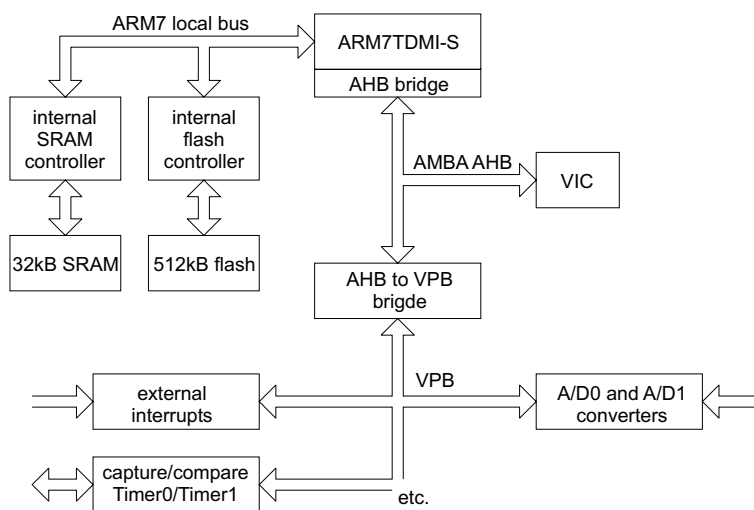 ARM7 local bus
ARM7TDMI-S
AHB bridge
internal
SRAM
controller
internal
flash
controller
AMBA AHB
VIC
32kB SRAM
512kB flash
AHB to VPB
brigde
VPB
external
interrupts
A/D0 and A/D1
converters
capture/compare
Timer0/Timer1
etc.